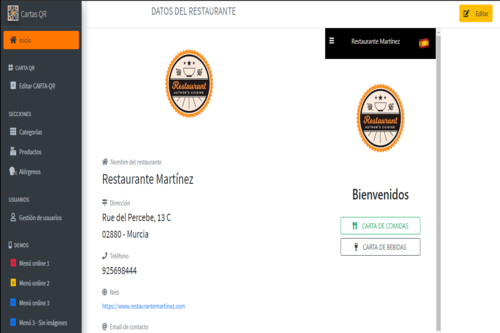 Cartas QR
DATOS DEL RESTAURANTE
Editar
Inicio
CARTA QR
Editar CARTA-QR
SECCIONES
Categorías
Productos
Alérgenos
USUARIOS
Gestión de usuarios
DEMOS
Menú online 1
Menú online 2
Menú online 3
Menú 3 - Sin imágenes
Restaurant
AUTHOR'S CUISINE
Nombre del restaurante
Restaurante Martínez
Dirección
Rue del Percebe, 13 C
02880 - Murcia
Teléfono
925698444
Web
https://www.restaurantemartinez.com
Email de contacto
Restaurante Martínez
Restaurant
AUTHOR'S CUISINE
Bienvenidos
CARTA DE COMIDAS
CARTA DE BEBIDAS